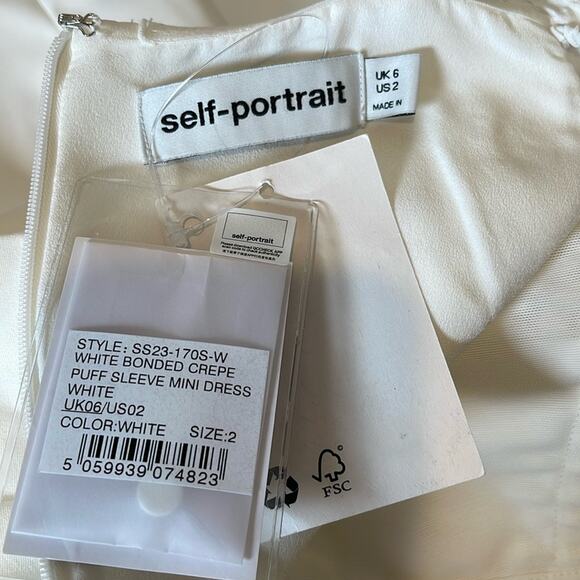 self-portrait
UK 6
US 2
MADE IN
self-portrait
STYLE: SS23-170S-W
WHITE BONDED CREPE
PUFF SLEEVE MINI DRESS
WHITE
UK06/US02
COLOR:WHITE SIZE:2
5 059939 074823
FSC